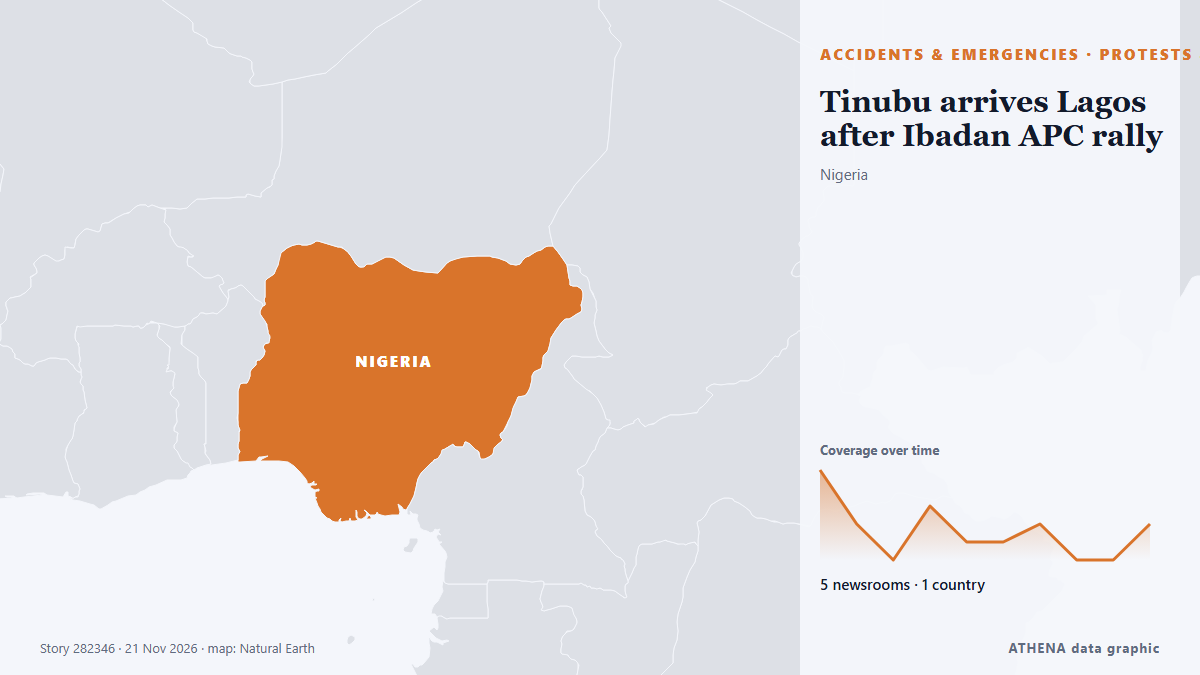 ACCIDENTS & EMERGENCIES · PROTESTS
Tinubu arrives Lagos
after Ibadan APC rally
Nigeria
NIGERIA
Coverage over time
5 newsrooms · 1 country
Story 282346 · 21 Nov 2026 · map: Natural Earth
ATHENA data graphic